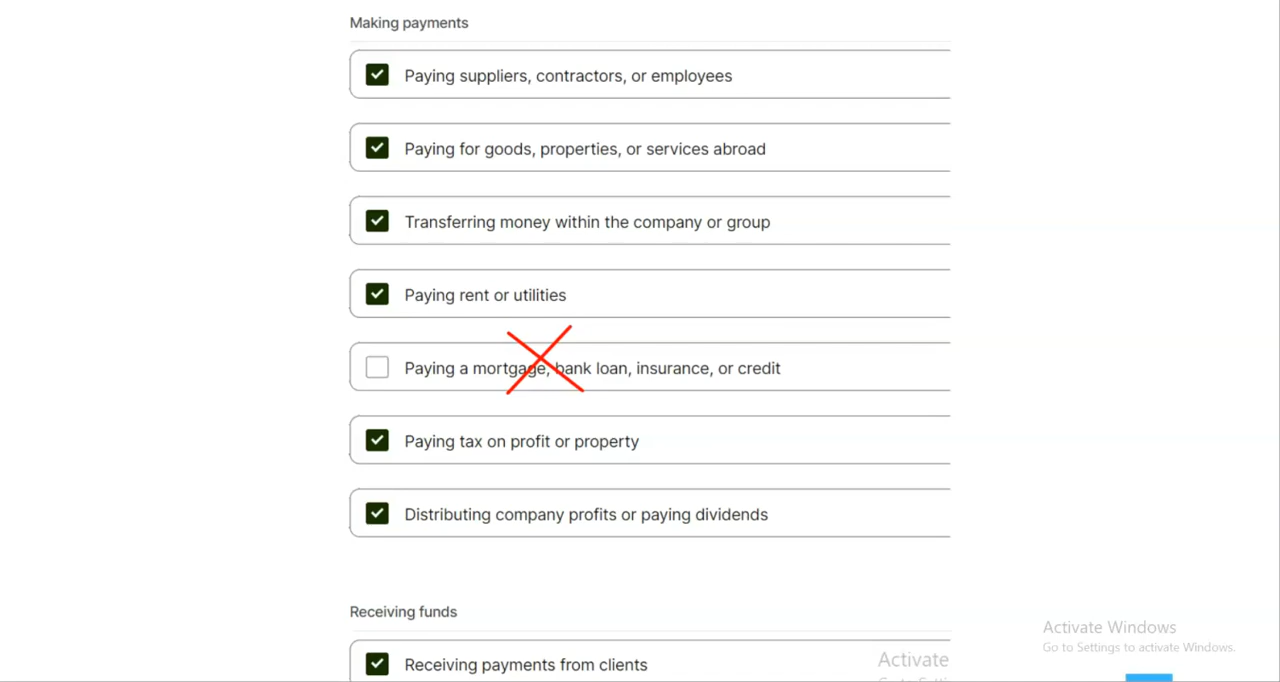 Making payments
Paying suppliers, contractors, or employees
Paying for goods, properties, or services abroad
Transferring money within the company or group
Paying rent or utilities
Paying a mortgage, bank loan, insurance, or credit
Paying tax on profit or property
Distributing company profits or paying dividends
Receiving funds
Receiving payments from clients
Activate Windows
Go to Settings to activate Windows.
Activate